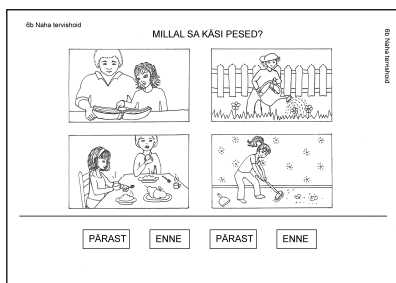 6b Naha tervishoid
6b Naha tervishoid
MILLAL SA KÄSI PESED?
PÄRAST ENNE PÄRAST ENNE